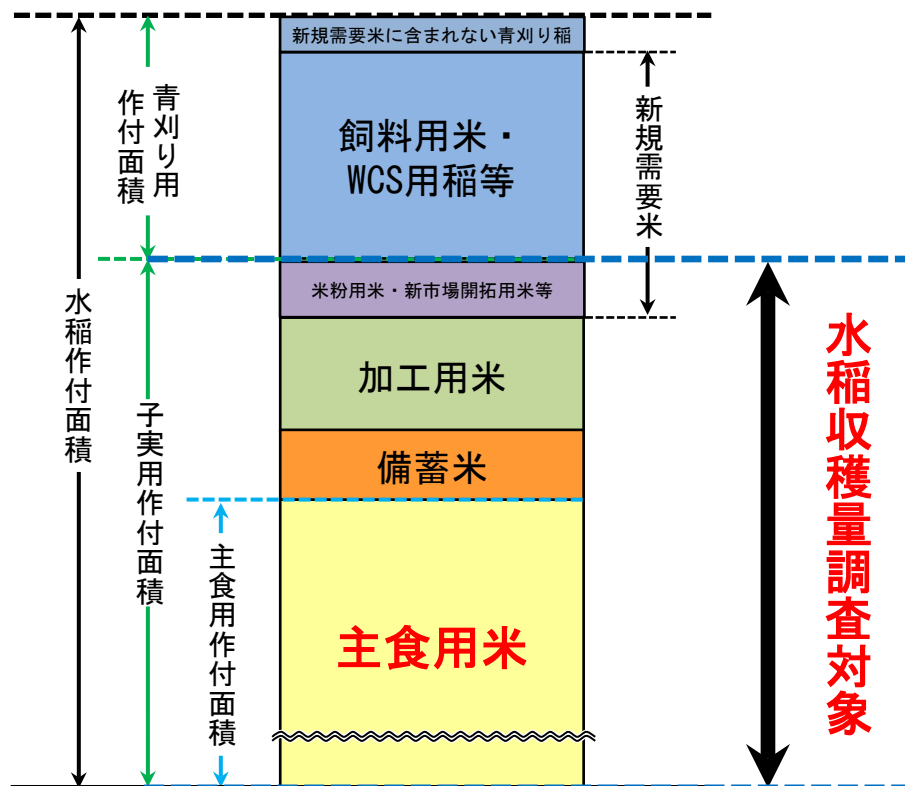 新規需要米に含まれない青刈り稲
飼料用米・
WCS用稲等
米粉用米・新市場開拓用米等
加工用米
備蓄米
主食用米
水稲作付面積
青刈り用
作付面積
子実用作付面積
主食用作付面積
新規需要米
水稲収穫量調査対象